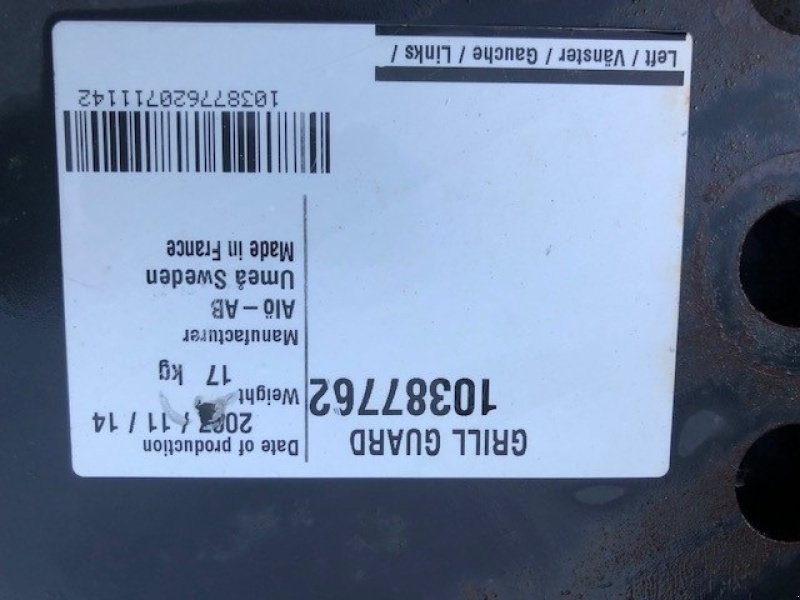 GRILL GUARD
10387762
Date of production
2007 / 11 / 14
Weight
17 kg
Manufacturer
Alö – AB
Umeå Sweden
Made in France
103877620711142
Left / Vänster / Gauche / Links /